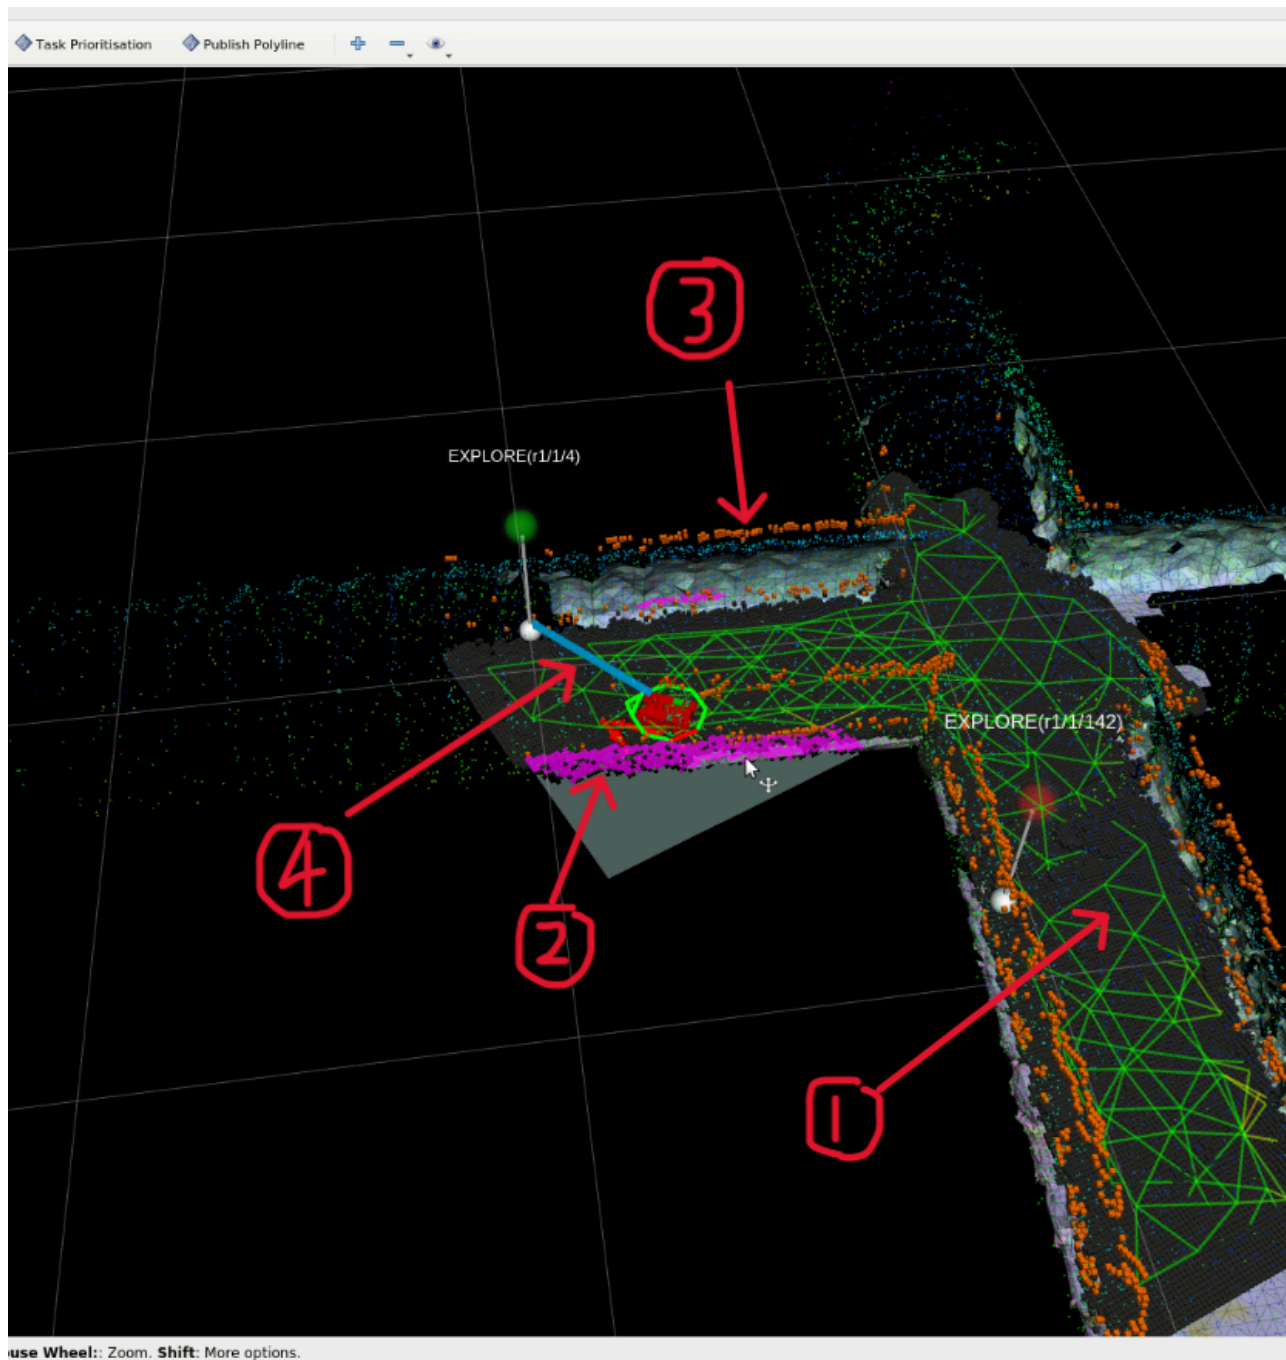 Task Prioritisation Publish Polyline
3
EXPLORE(r1/1/4)
EXPLORE(r1/1/142)
4
2
1
ouse Wheel:: Zoom. Shift: More options.